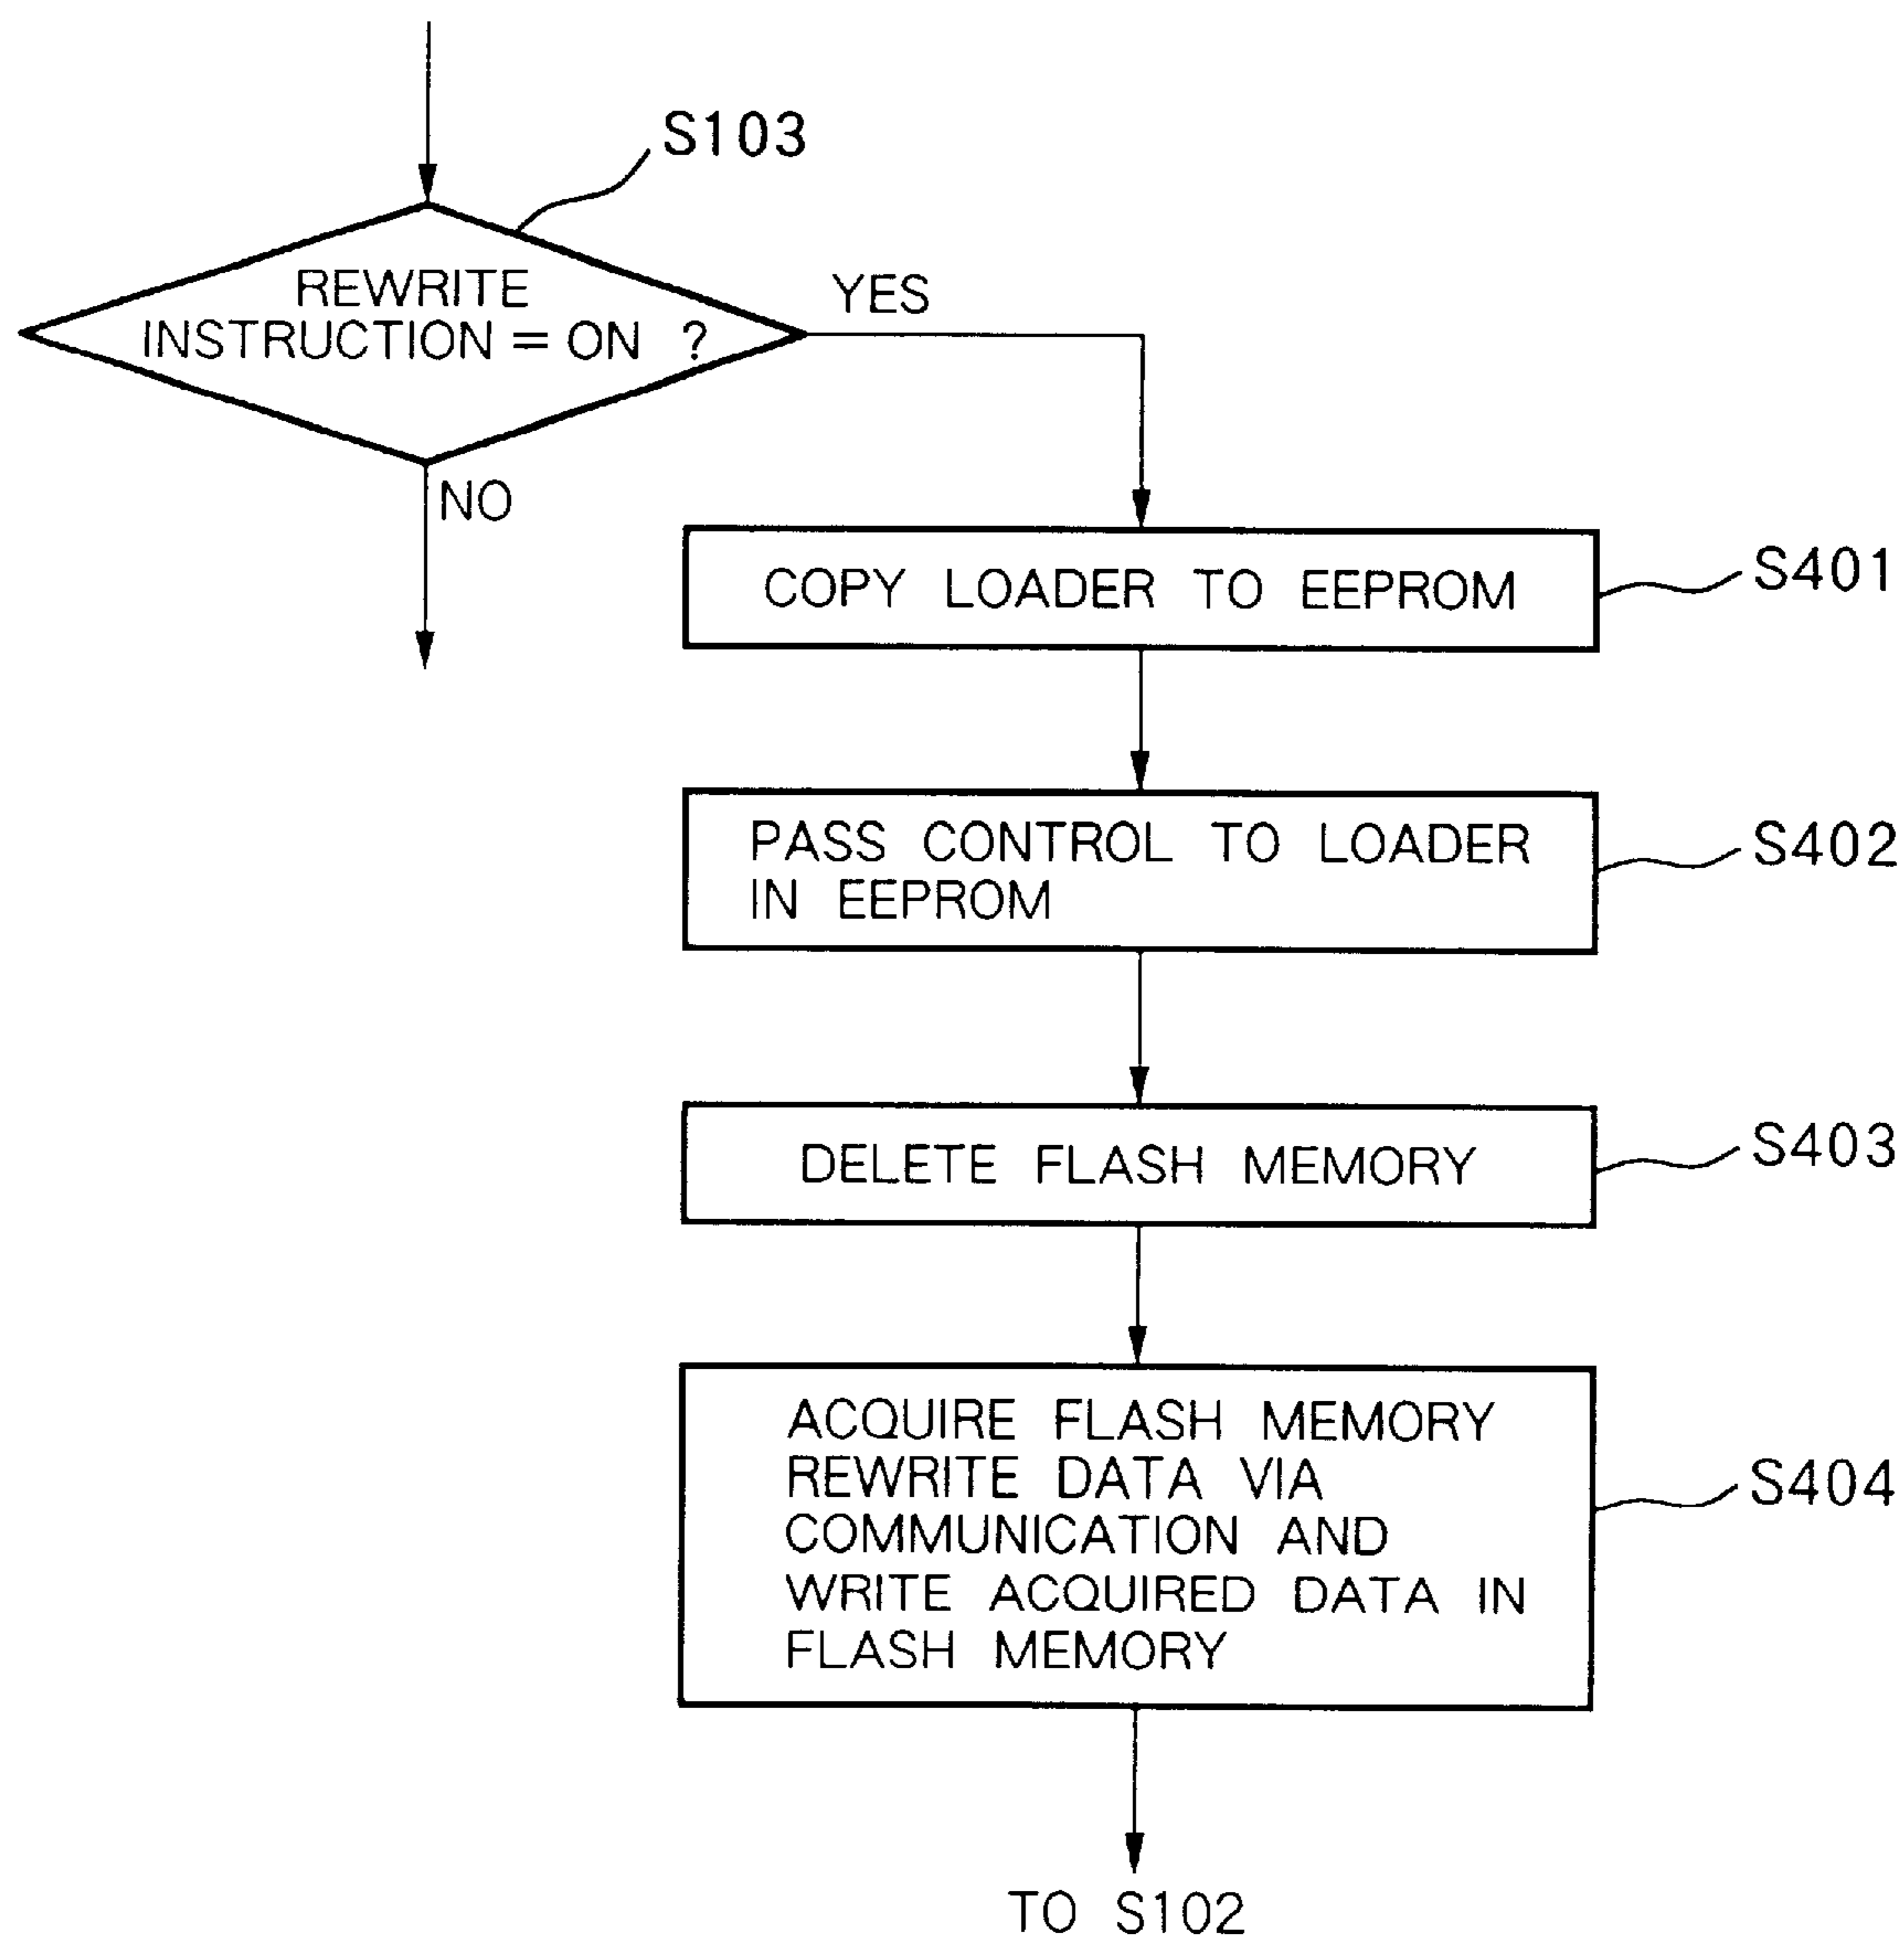 S103
REWRITE
INSTRUCTION = ON ?
YES
NO
COPY LOADER TO EEPROM
S401
PASS CONTROL TO LOADER
IN EEPROM
S402
DELETE FLASH MEMORY
S403
ACQUIRE FLASH MEMORY
REWRITE DATA VIA
COMMUNICATION AND
WRITE ACQUIRED DATA IN
FLASH MEMORY
S404
TO S102